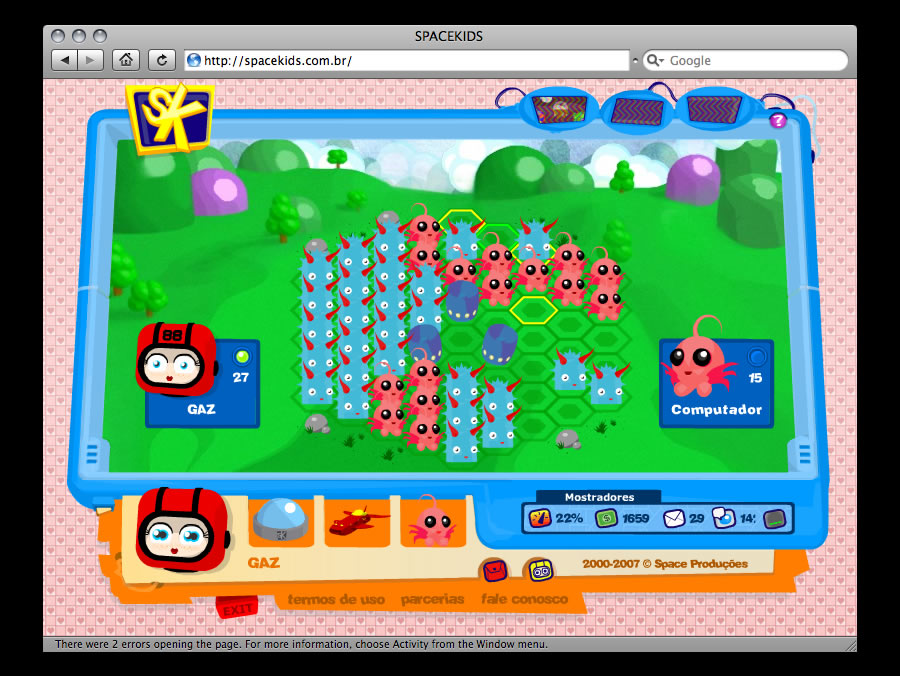 SPACEKIDS
http://spacekids.com.br/
Google
SK
?
88
27
GAZ
15
Computador
Mostradores
22% 1659 29 14:
SK
GAZ
2000-2007 © Space Produções
EXIT
termos de uso parcerias fale conosco
There were 2 errors opening the page. For more information, choose Activity from the Window menu.